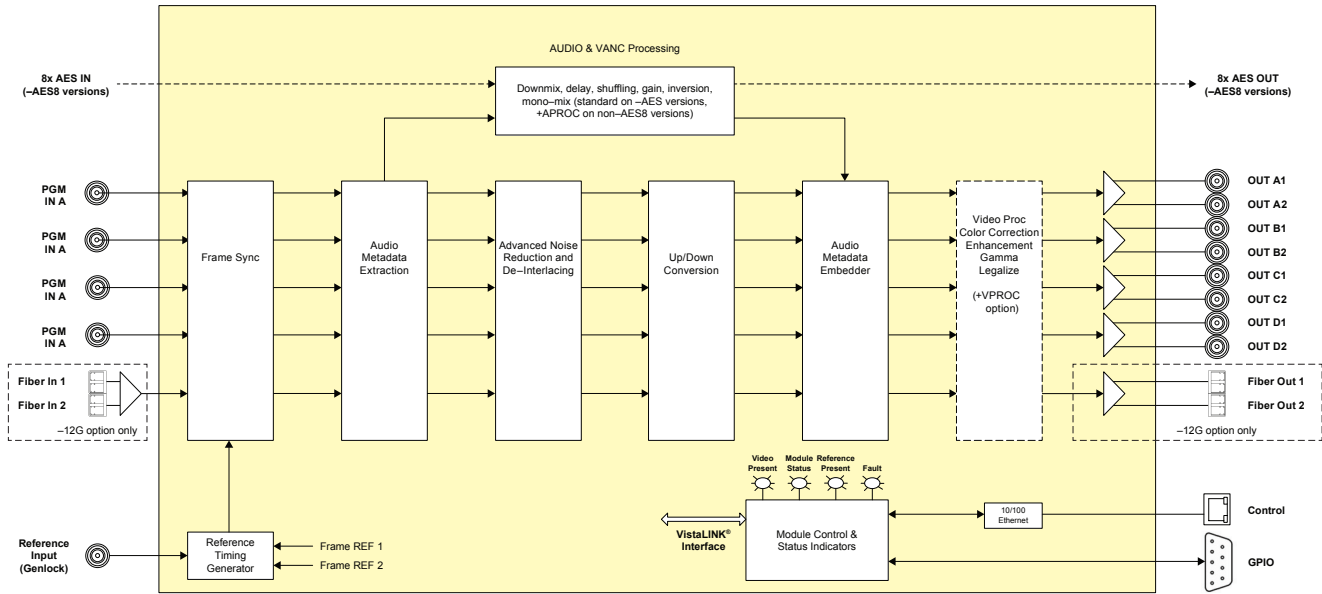 AUDIO & VANC Processing
8x AES IN
(–AES8 versions)
Downmix, delay, shuffling, gain, inversion,
mono–mix (standard on –AES versions,
+APROC on non–AES8 versions)
8x AES OUT
(–AES8 versions)
PGM
IN A
PGM
IN A
PGM
IN A
PGM
IN A
Fiber In 1
Fiber In 2
–12G option only
Frame Sync
Audio
Metadata
Extraction
Advanced Noise
Reduction and
De–Interlacing
Up/Down
Conversion
Audio
Metadata
Embedder
Video Proc
Color Correction
Enhancement
Gamma
Legalize
(+VPROC
option)
OUT A1
OUT A2
OUT B1
OUT B2
OUT C1
OUT C2
OUT D1
OUT D2
Fiber Out 1
Fiber Out 2
–12G option only
Reference
Input
(Genlock)
Reference
Timing
Generator
Frame REF 1
Frame REF 2
Video
Present
Module
Status
Reference
Present
Fault
VistaLINK®
Interface
Module Control &
Status Indicators
10/100
Ethernet
Control
GPIO